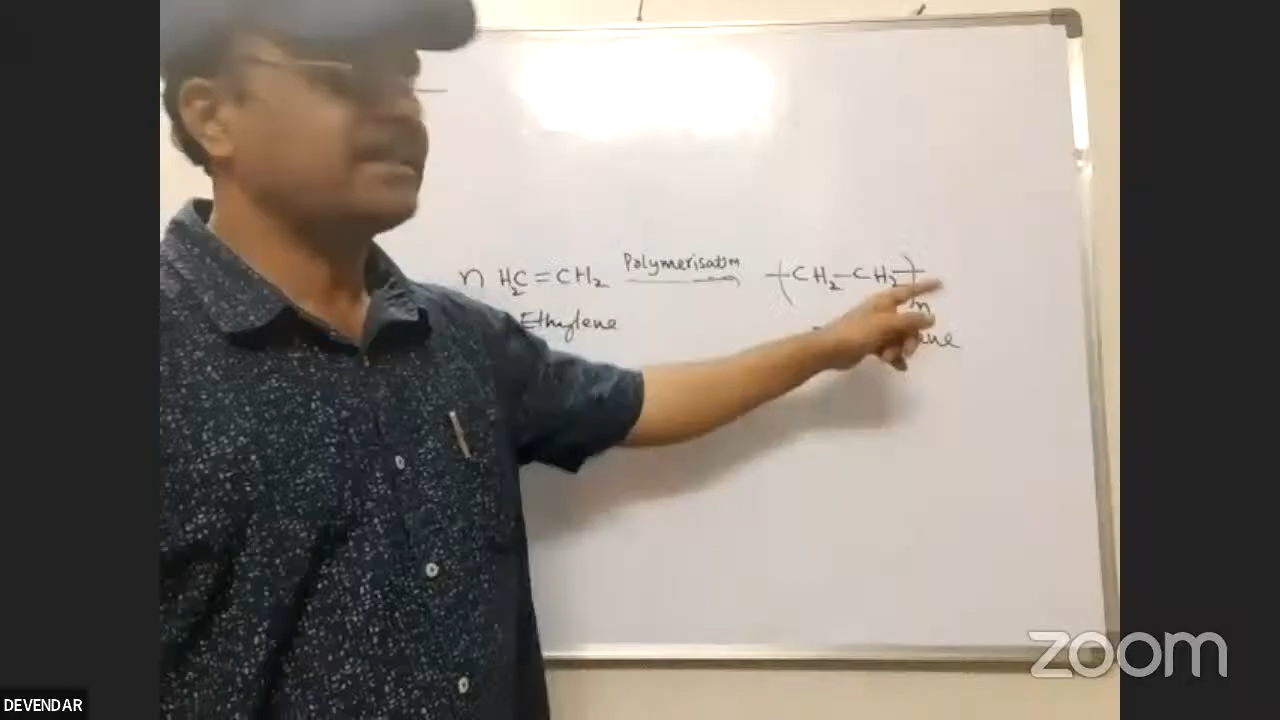 Polymerisation
n H₂C=CH₂ → -(CH₂-CH₂)-n
Ethylene
zoom
DEVENDAR